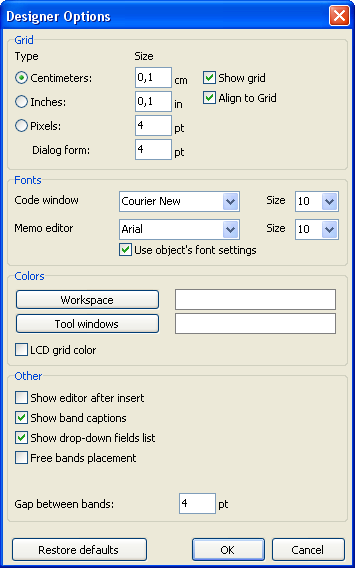 Designer Options
Grid
Type Size
Centimeters: 0,1 cm Show grid
Inches: 0,1 in Align to Grid
Pixels: 4 pt
Dialog form: 4 pt
Fonts
Code window Courier New Size 10
Memo editor Arial Size 10
Use object's font settings
Colors
Workspace
Tool windows
LCD grid color
Other
Show editor after insert
Show band captions
Show drop-down fields list
Free bands placement
Gap between bands: 4 pt
Restore defaults OK Cancel